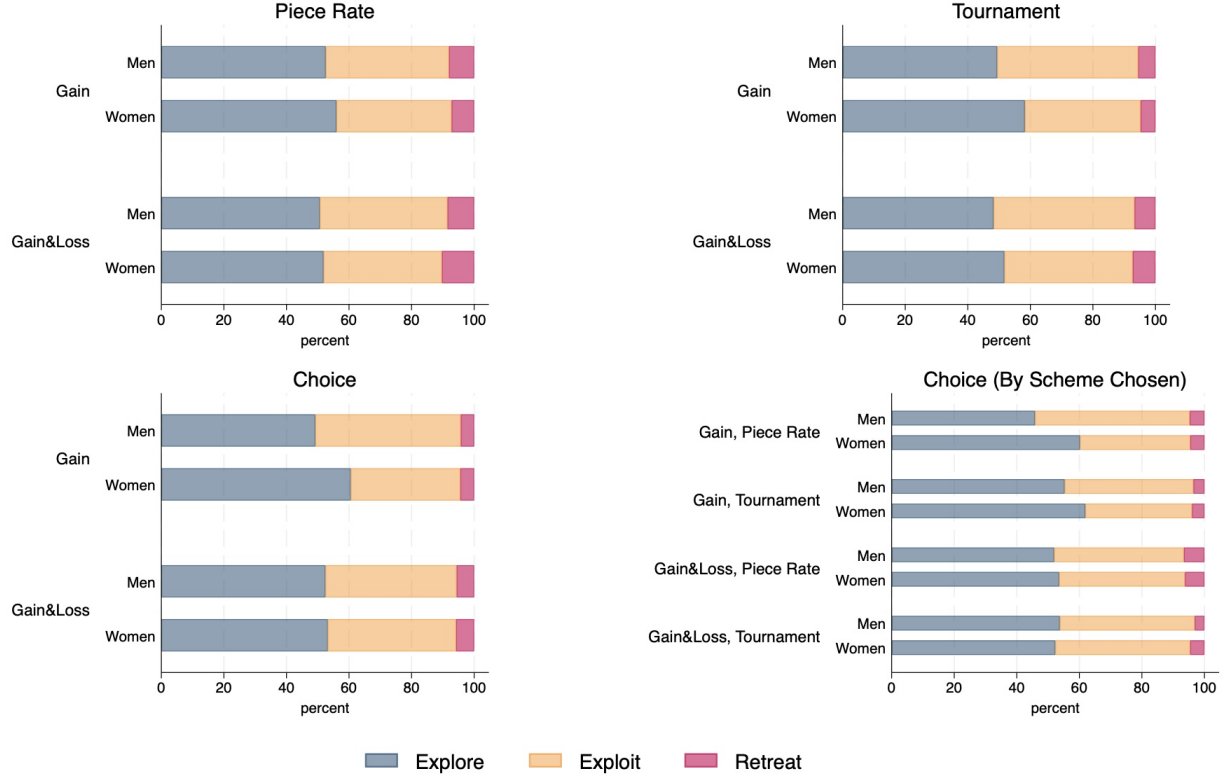 Piece Rate
Men
Gain
Women
Men
Gain&Loss
Women
0 20 40 60 80 100
percent
Tournament
Men
Gain
Women
Men
Gain&Loss
Women
0 20 40 60 80 100
percent
Choice
Men
Gain
Women
Men
Gain&Loss
Women
0 20 40 60 80 100
percent
Choice (By Scheme Chosen)
Men
Gain, Piece Rate
Women
Men
Gain, Tournament
Women
Men
Gain&Loss, Piece Rate
Women
Men
Gain&Loss, Tournament
Women
0 20 40 60 80 100
percent
Explore Exploit Retreat